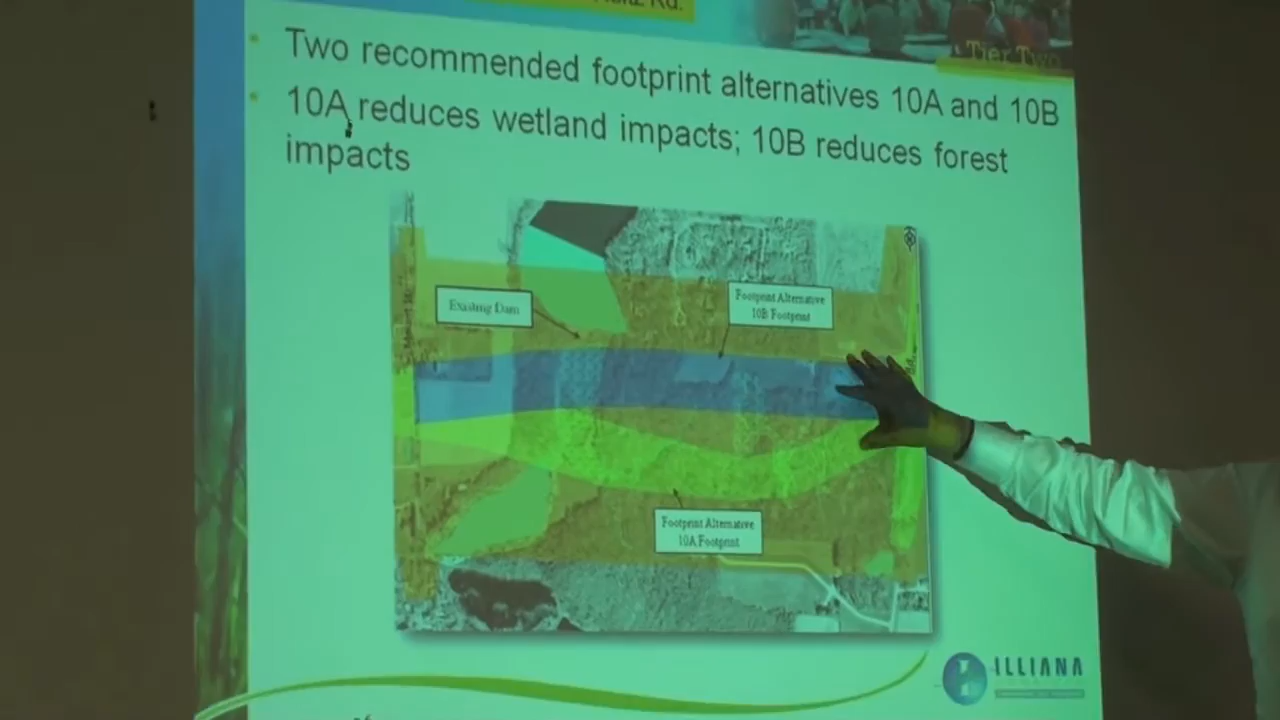 Rd.
Tier Two
Two recommended footprint alternatives 10A and 10B
10A reduces wetland impacts; 10B reduces forest
impacts
Existing Dam
Footprint Alternative
10B Footprint
Footprint Alternative
10A Footprint
ILLIANA